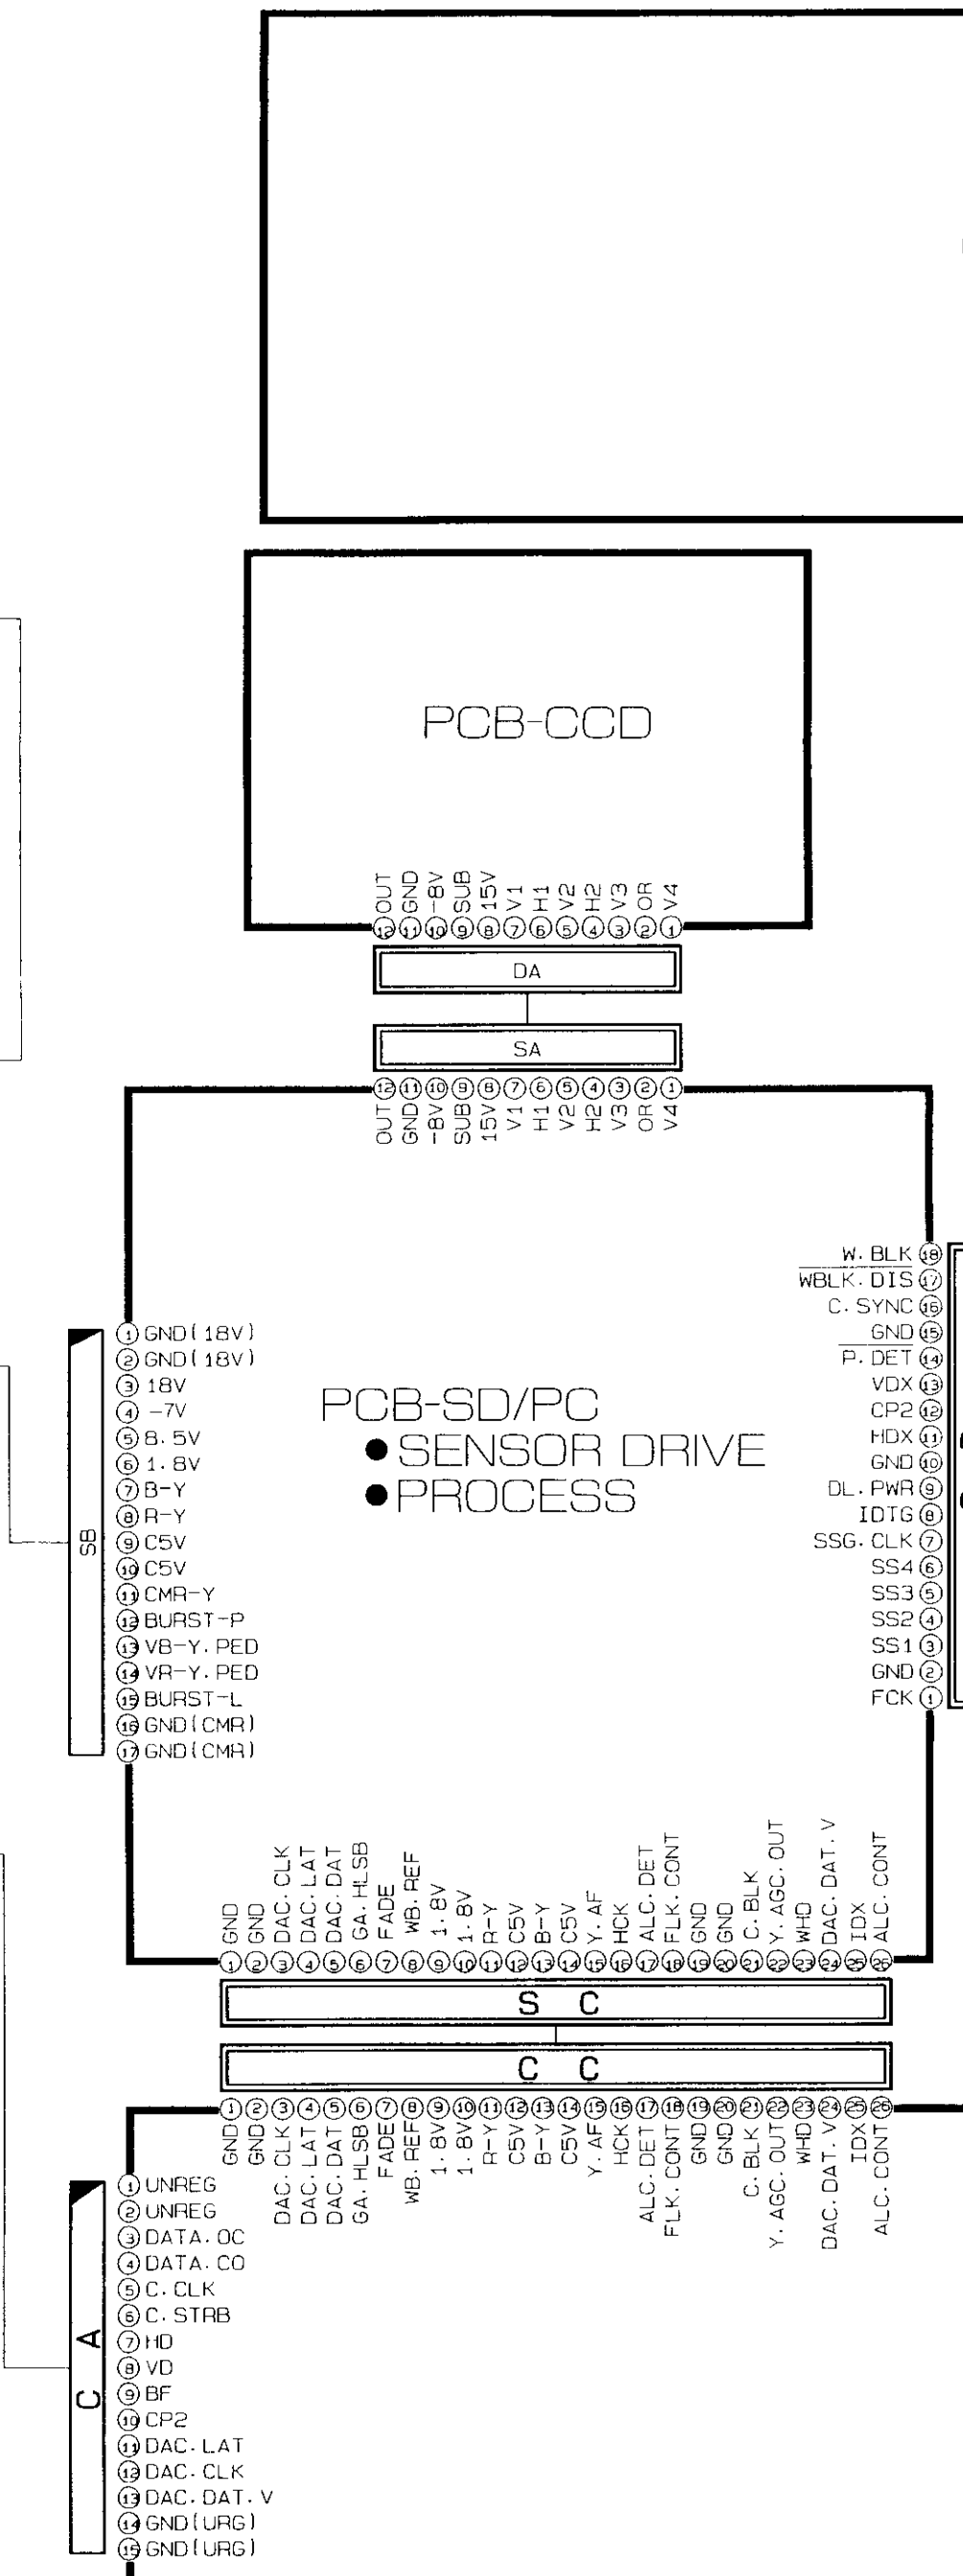 PCB-CCD
OUT GND -8V SUB 15V V1 H1 V2 H2 V3 OR V4
12 11 10 9 8 7 6 5 4 3 2 1
DA
SA
12 11 10 9 8 7 6 5 4 3 2 1
OUT GND -8V SUB 15V V1 H1 V2 H2 V3 OR V4
W.BLK 18
WBLK.DIS 17
C.SYNC 16
GND 15
P.DET 14
VDX 13
CP2 12
HDX 11
GND 10
DL.PWR 9
IDTG 8
SSG.CLK 7
SS4 6
SS3 5
SS2 4
SS1 3
GND 2
FCK 1
SB
1 GND(18V)
2 GND(18V)
3 18V
4 -7V
5 8.5V
6 1.8V
7 B-Y
8 R-Y
9 C5V
10 C5V
11 CMR-Y
12 BURST-P
13 VB-Y.PED
14 VR-Y.PED
15 BURST-L
16 GND(CMR)
17 GND(CMR)
PCB-SD/PC
● SENSOR DRIVE
● PROCESS
GND GND DAC.CLK DAC.LAT DAC.DAT GA.HLSB FADE WB.REF 1.8V 1.8V R-Y C5V B-Y C5V Y.AF HCK ALC.DET FLK.CONT GND GND C.BLK Y.AGC.OUT WHD DAC.DAT.V IDX ALC.CONT
1 2 3 4 5 6 7 8 9 10 11 12 13 14 15 16 17 18 19 20 21 22 23 24 25 26
S C
C C
1 2 3 4 5 6 7 8 9 10 11 12 13 14 15 16 17 18 19 20 21 22 23 24 25 26
GND GND DAC.CLK DAC.LAT DAC.DAT GA.HLSB FADE WB.REF 1.8V 1.8V R-Y C5V B-Y C5V Y.AF HCK ALC.DET FLK.CONT GND GND C.BLK Y.AGC.OUT WHD DAC.DAT.V IDX ALC.CONT
C A
1 UNREG
2 UNREG
3 DATA.OC
4 DATA.CO
5 C.CLK
6 C.STRB
7 HD
8 VD
9 BF
10 CP2
11 DAC.LAT
12 DAC.CLK
13 DAC.DAT.V
14 GND(URG)
15 GND(URG)